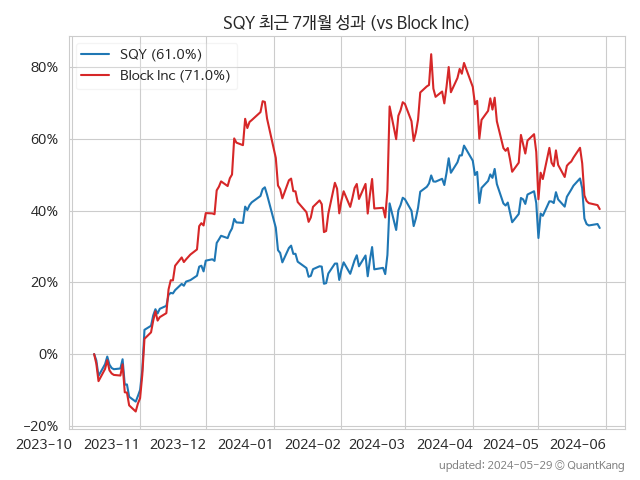 SQY 최근 7개월 성과 (vs Block Inc)
SQY (61.0%)
Block Inc (71.0%)
80%
60%
40%
20%
0%
−20%
2023-10 2023-11 2023-12 2024-01 2024-02 2024-03 2024-04 2024-05 2024-06
updated: 2024-05-29 © QuantKang